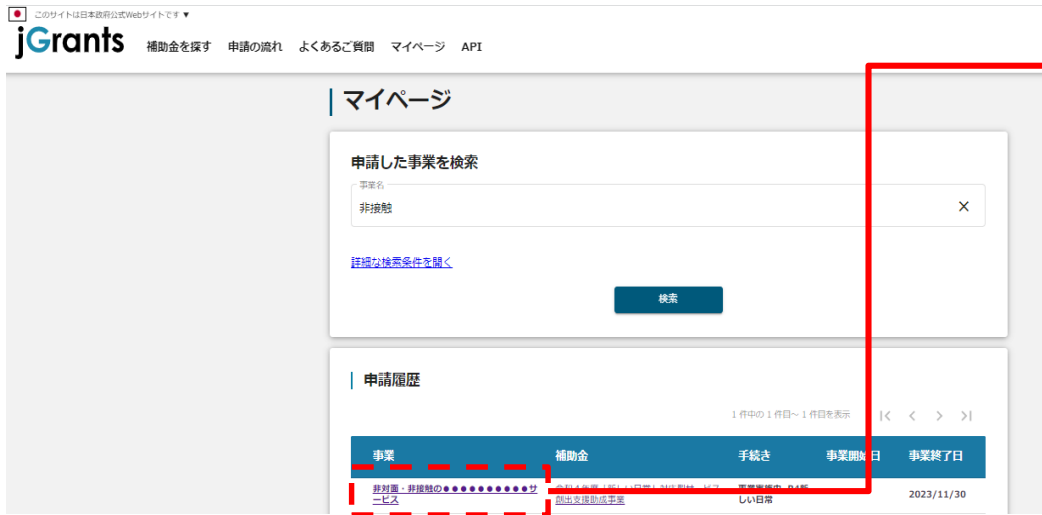 このサイトは日本政府公式Webサイトです ▼
jGrants 補助金を探す 申請の流れ よくあるご質問 マイページ API
マイページ
申請した事業を検索
事業名
非接触 ×
詳細な検索条件を開く
検索
申請履歴
1 件中の 1 件目～ 1 件目を表示 |< < > >|
事業 補助金 手続き 事業開始日 事業終了日
非対面・非接触の●●●●●●●●●●サ
ービス 創出支援助成事業 しい日常 2023/11/30